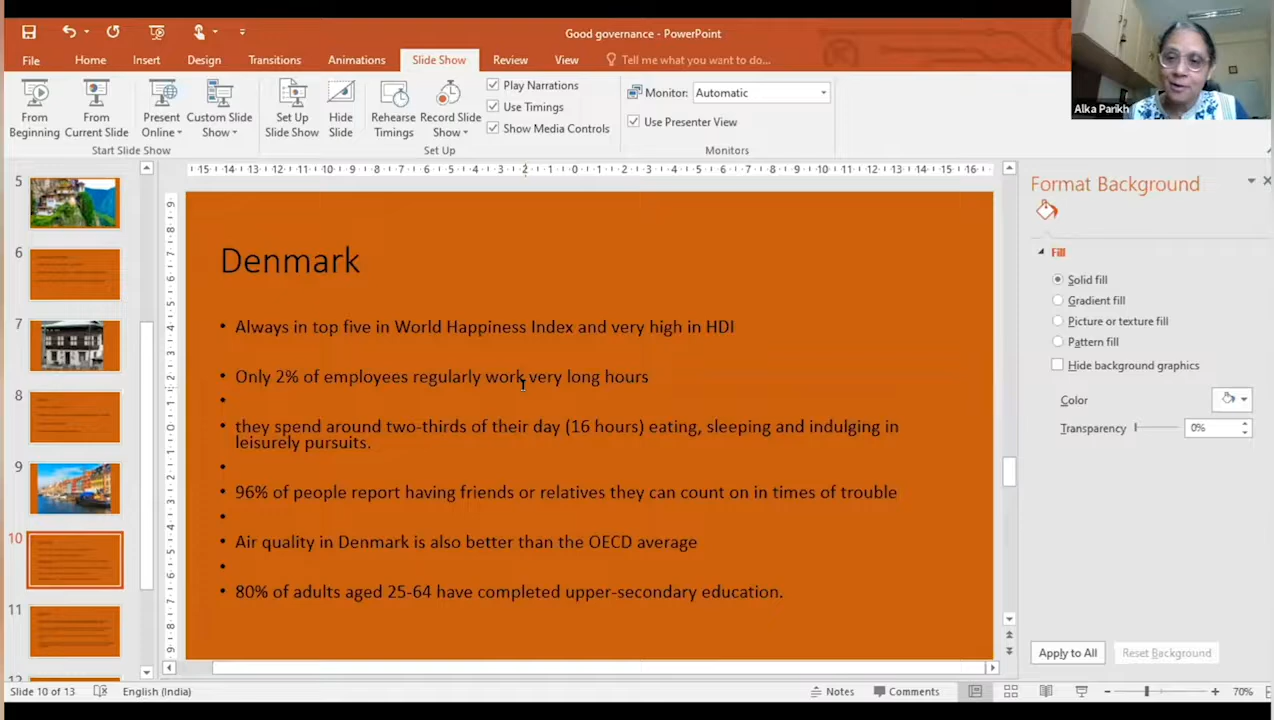 Good governance - PowerPoint
File Home Insert Design Transitions Animations Slide Show Review View Tell me what you want to do...
From Beginning
From Current Slide
Present Online
Custom Slide Show
Start Slide Show
Set Up Slide Show
Hide Slide
Rehearse Timings
Record Slide Show
Play Narrations
Use Timings
Show Media Controls
Set Up
Monitor: Automatic
Use Presenter View
Monitors
Alka Parikh
5
6
7
8
9
10
11
Denmark
• Always in top five in World Happiness Index and very high in HDI
• Only 2% of employees regularly work very long hours
•
• they spend around two-thirds of their day (16 hours) eating, sleeping and indulging in
leisurely pursuits.
•
• 96% of people report having friends or relatives they can count on in times of trouble
•
• Air quality in Denmark is also better than the OECD average
•
• 80% of adults aged 25-64 have completed upper-secondary education.
Format Background
Fill
Solid fill
Gradient fill
Picture or texture fill
Pattern fill
Hide background graphics
Color
Transparency 0%
Apply to All Reset Background
Slide 10 of 13 English (India) Notes Comments 70%